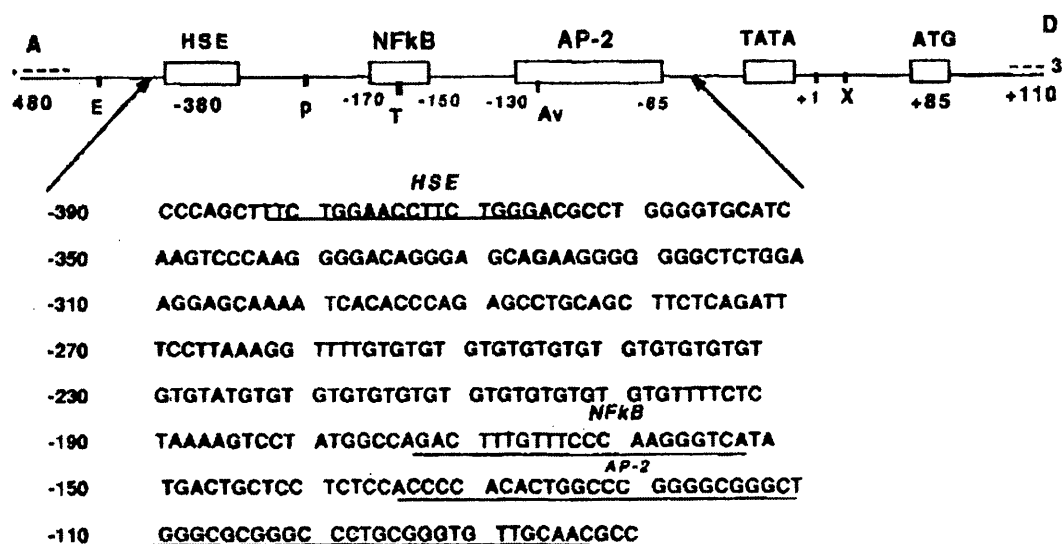 A HSE NFkB AP-2 TATA ATG D
3
480 E -380 P -170 T -150 -130 Av -85 +1 X +85 +110
HSE
-390 CCCAGCTTTC TGGAACCTTC TGGGACGCCT GGGGTGCATC
-350 AAGTCCCAAG GGGACAGGGA GCAGAAGGGG GGGCTCTGGA
-310 AGGAGCAAAA TCACACCCAG AGCCTGCAGC TTCTCAGATT
-270 TCCTTAAAGG TTTTGTGTGT GTGTGTGTGT GTGTGTGTGT
-230 GTGTATGTGT GTGTGTGTGT GTGTGTGTGT GTGTTTTCTC
NFkB
-190 TAAAAGTCCT ATGGCCAGAC TTTGTTTCCC AAGGGTCATA
AP-2
-150 TGACTGCTCC TCTCCACCCC ACACTGGCCC GGGGCGGGCT
-110 GGGCGCGGGC CCTGCGGGTG TTGCAACGCC